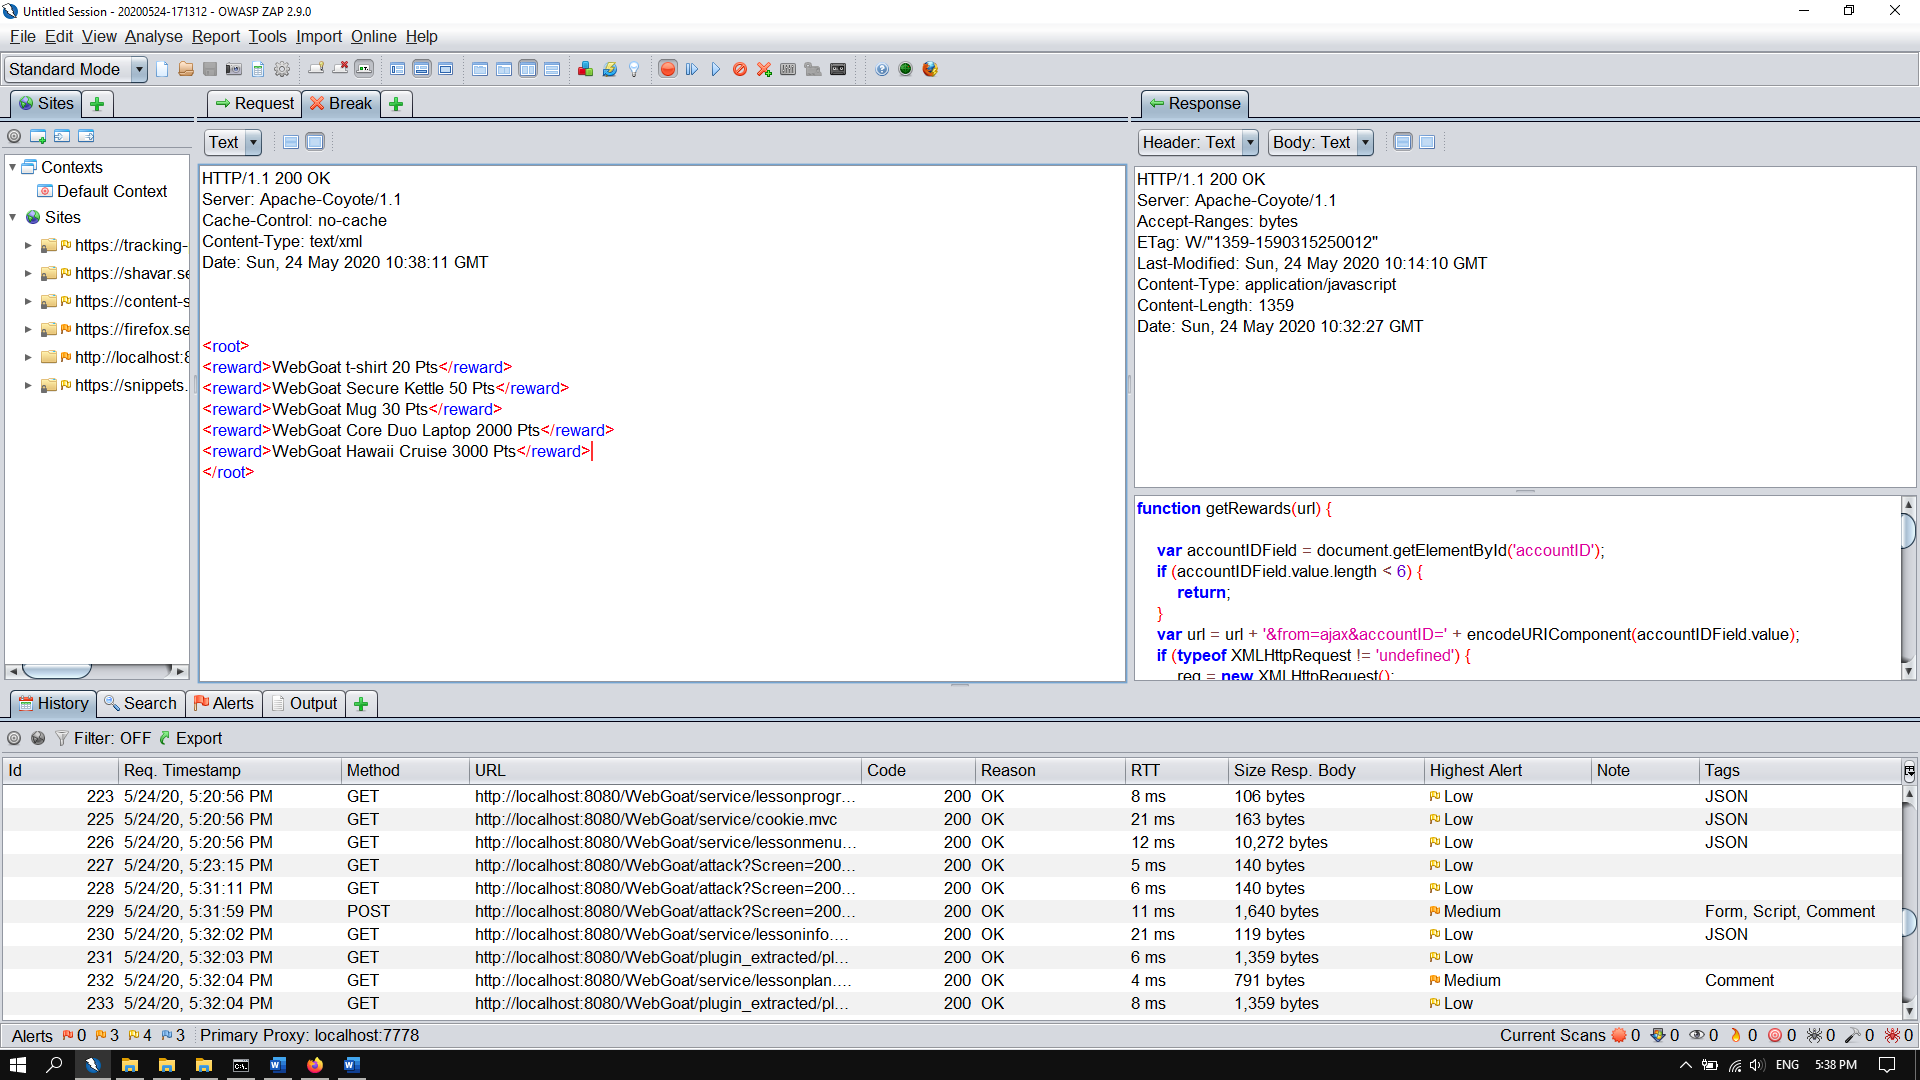 Untitled Session - 20200524-171312 - OWASP ZAP 2.9.0
File Edit View Analyse Report Tools Import Online Help
Standard Mode
Sites
Request Break
Response
Text
Header: Text Body: Text
Contexts
Default Context
Sites
https://tracking-
https://shavar.se
https://content-s
https://firefox.se
http://localhost:8
https://snippets.
HTTP/1.1 200 OK
Server: Apache-Coyote/1.1
Cache-Control: no-cache
Content-Type: text/xml
Date: Sun, 24 May 2020 10:38:11 GMT
<root>
<reward>WebGoat t-shirt 20 Pts</reward>
<reward>WebGoat Secure Kettle 50 Pts</reward>
<reward>WebGoat Mug 30 Pts</reward>
<reward>WebGoat Core Duo Laptop 2000 Pts</reward>
<reward>WebGoat Hawaii Cruise 3000 Pts</reward>
</root>
HTTP/1.1 200 OK
Server: Apache-Coyote/1.1
Accept-Ranges: bytes
ETag: W/"1359-1590315250012"
Last-Modified: Sun, 24 May 2020 10:14:10 GMT
Content-Type: application/javascript
Content-Length: 1359
Date: Sun, 24 May 2020 10:32:27 GMT
function getRewards(url) {
var accountIDField = document.getElementById('accountID');
if (accountIDField.value.length < 6) {
return;
}
var url = url + '&from=ajax&accountID=' + encodeURIComponent(accountIDField.value);
if (typeof XMLHttpRequest != 'undefined') {
req = new XMLHttpRequest();
History Search Alerts Output
Filter: OFF Export
Id Req. Timestamp Method URL Code Reason RTT Size Resp. Body Highest Alert Note Tags
223 5/24/20, 5:20:56 PM GET http://localhost:8080/WebGoat/service/lessonprogr... 200 OK 8 ms 106 bytes Low JSON
225 5/24/20, 5:20:56 PM GET http://localhost:8080/WebGoat/service/cookie.mvc 200 OK 21 ms 163 bytes Low JSON
226 5/24/20, 5:20:56 PM GET http://localhost:8080/WebGoat/service/lessonmenu... 200 OK 12 ms 10,272 bytes Low JSON
227 5/24/20, 5:23:15 PM GET http://localhost:8080/WebGoat/attack?Screen=200... 200 OK 5 ms 140 bytes Low
228 5/24/20, 5:31:11 PM GET http://localhost:8080/WebGoat/attack?Screen=200... 200 OK 6 ms 140 bytes Low
229 5/24/20, 5:31:59 PM POST http://localhost:8080/WebGoat/attack?Screen=200... 200 OK 11 ms 1,640 bytes Medium Form, Script, Comment
230 5/24/20, 5:32:02 PM GET http://localhost:8080/WebGoat/service/lessoninfo.... 200 OK 21 ms 119 bytes Low JSON
231 5/24/20, 5:32:03 PM GET http://localhost:8080/WebGoat/plugin_extracted/pl... 200 OK 6 ms 1,359 bytes Low
232 5/24/20, 5:32:04 PM GET http://localhost:8080/WebGoat/service/lessonplan.... 200 OK 4 ms 791 bytes Medium Comment
233 5/24/20, 5:32:04 PM GET http://localhost:8080/WebGoat/plugin_extracted/pl... 200 OK 8 ms 1,359 bytes Low
Alerts 0 3 4 3 Primary Proxy: localhost:7778 Current Scans 0 0 0 0 0 0 0 0
ENG 5:38 PM